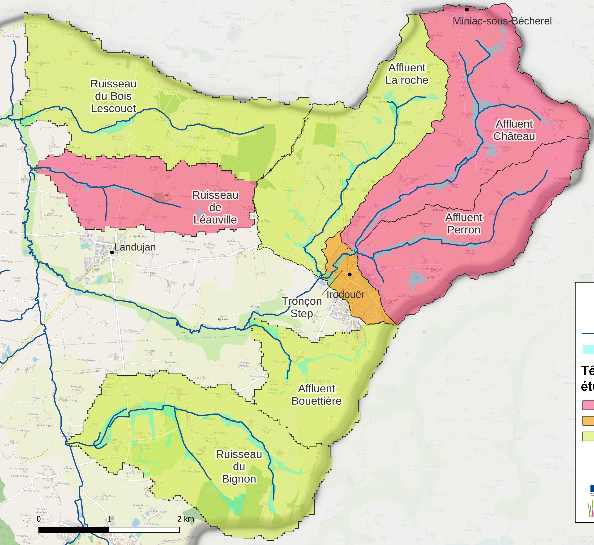 Miniac-sous-Bécherel
Affluent
La roche
Ruisseau
du Bois
Lescouet
Affluent
Château
Ruisseau
de
Léauville
Affluent
Perron
Landujan
Irodouër
Tronçon
Step
Affluent
Bouettière
Ruisseau
du
Bignon
0 1 2 km